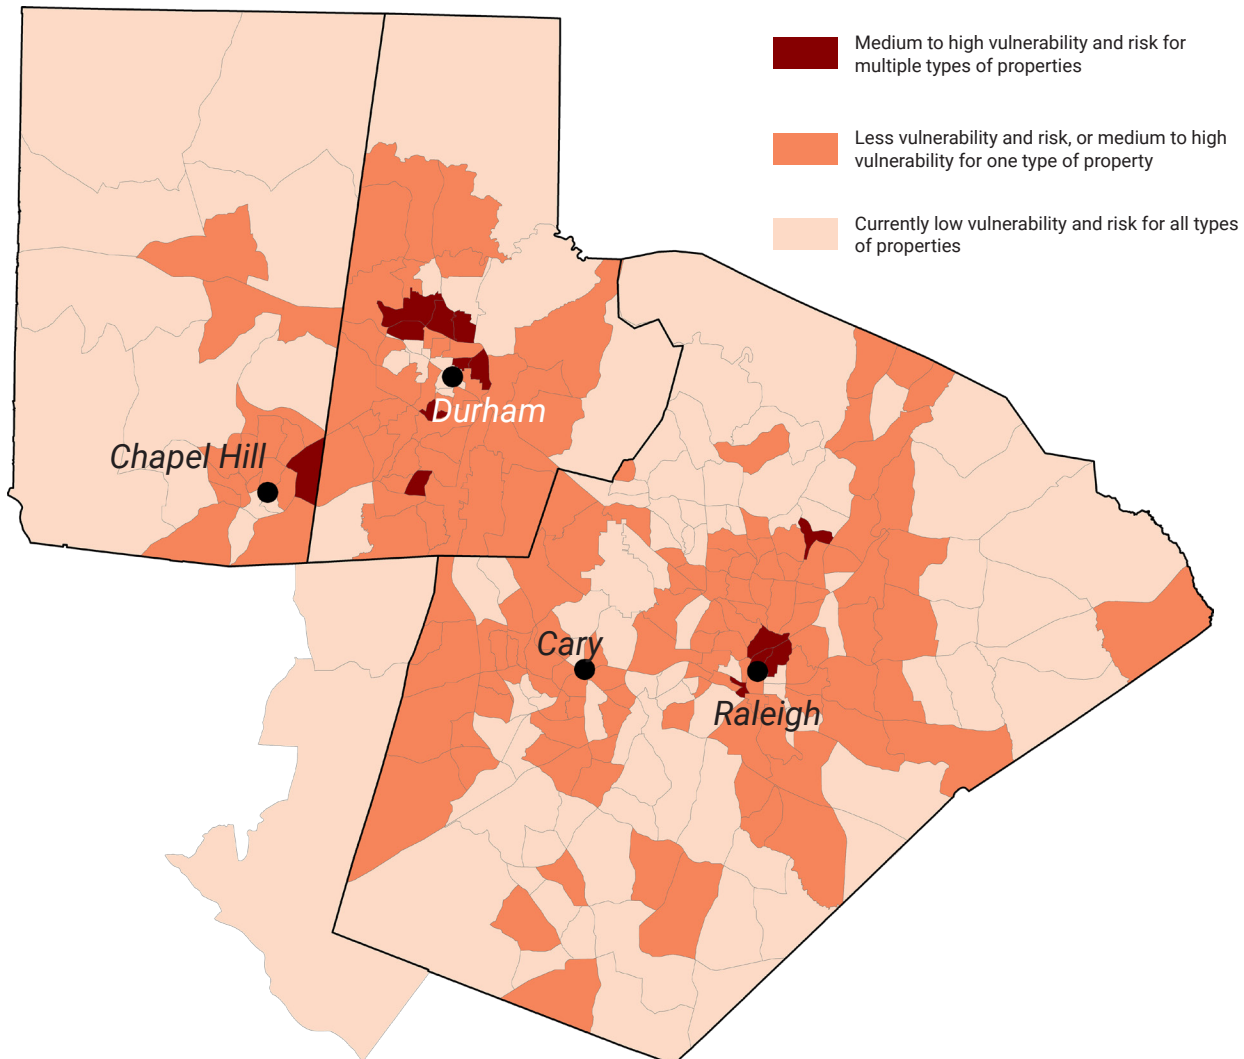 Medium to high vulnerability and risk for
multiple types of properties
Less vulnerability and risk, or medium to high
vulnerability for one type of property
Currently low vulnerability and risk for all types
of properties
Durham
Chapel Hill
Cary
Raleigh